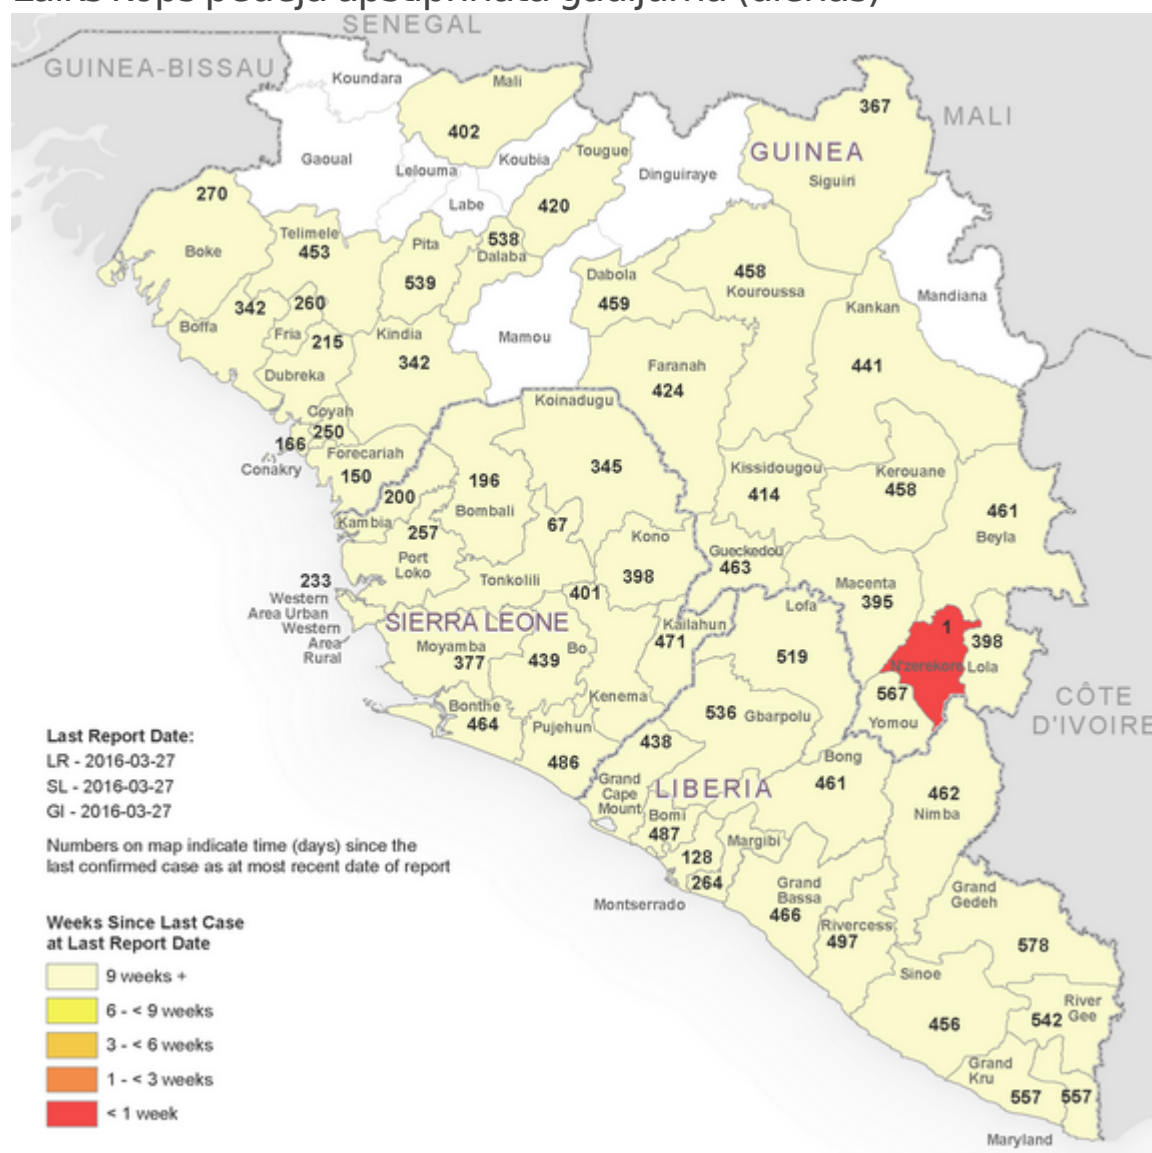 Laiks kopš pēdējā apstiprinātā gadījuma (dienās)
SENEGAL
GUINEA-BISSAU
Koundara
Mali
402
367
MALI
GUINEA
Siguiri
Gaoual
Lelouma
Koubia
Tougue
Dinguiraye
Labe
420
270
Boke
Telimele
453
Pita
539
538
Dalaba
Dabola
459
458
Kouroussa
Kankan
Mandiana
342
260
Boffa
Fria
215
Kindia
342
Mamou
Dubreka
Faranah
424
441
Coyah
250
166
Conakry
Forecariah
150
Koinadugu
345
Kissidougou
414
Kerouane
458
461
Beyla
200
Kambia
196
Bombali
257
Port
Loko
67
Tonkolili
Kono
398
Gueckedou
463
Macenta
395
233
Western
Area Urban
Western
Area
Rural
401
SIERRA LEONE
Moyamba
377
439
Bo
Kailahun
471
Lofa
519
1
N'zerekore
398
Lola
567
Yomou
CÔTE
D'IVOIRE
Bonthe
464
Kenema
Pujehun
486
536
Gbarpolu
438
Grand
Cape
Mount
LIBERIA
Bong
461
462
Nimba
Bomi
487
128
264
Margibi
Montserrado
Grand
Bassa
466
Rivercess
497
Grand
Gedeh
578
Sinoe
456
River
Gee
542
Grand
Kru
557
557
Maryland
Last Report Date:
LR - 2016-03-27
SL - 2016-03-27
GI - 2016-03-27
Numbers on map indicate time (days) since the
last confirmed case as at most recent date of report
Weeks Since Last Case
at Last Report Date
9 weeks +
6 - < 9 weeks
3 - < 6 weeks
1 - < 3 weeks
< 1 week